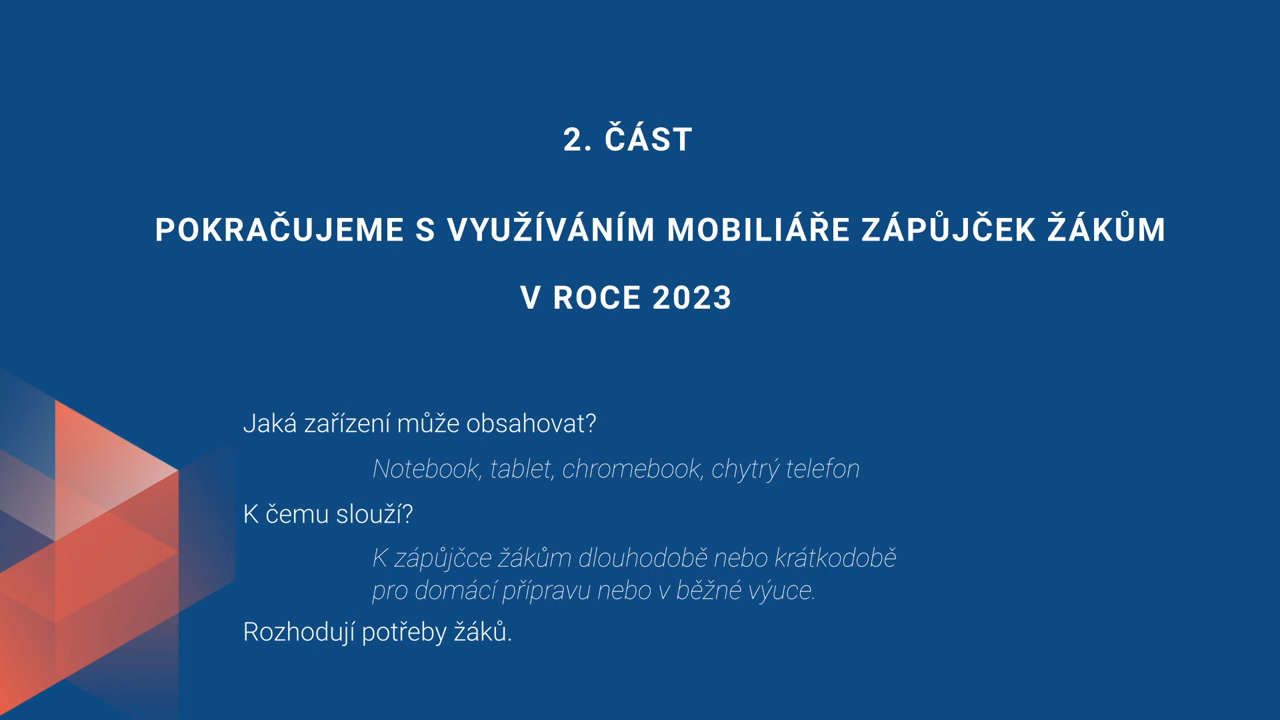 2. ČÁST
POKRAČUJEME S VYUŽÍVÁNÍM MOBILIÁŘE ZÁPŮJČEK ŽÁKŮM
V ROCE 2023
Jaká zařízení může obsahovat?
Notebook, tablet, chromebook, chytrý telefon
K čemu slouží?
K zápůjčce žákům dlouhodobě nebo krátkodobě
pro domácí přípravu nebo v běžné výuce.
Rozhodují potřeby žáků.